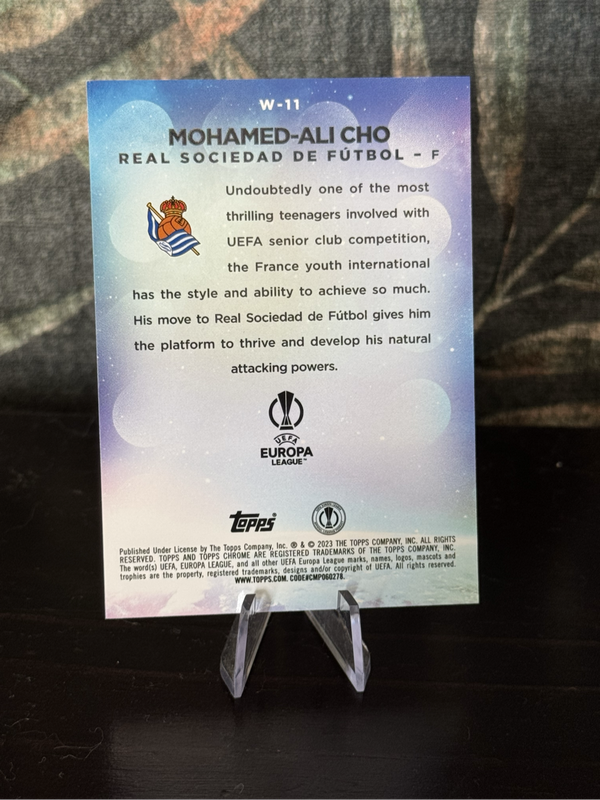 W-11
MOHAMED-ALI CHO
REAL SOCIEDAD DE FÚTBOL - F
Undoubtedly one of the most
thrilling teenagers involved with
UEFA senior club competition,
the France youth international
has the style and ability to achieve so much.
His move to Real Sociedad de Fútbol gives him
the platform to thrive and develop his natural
attacking powers.
UEFA
EUROPA
LEAGUE™
topps®
Published Under License by The Topps Company, Inc. ® & © 2023 THE TOPPS COMPANY, INC. ALL RIGHTS
RESERVED. TOPPS AND TOPPS CHROME ARE REGISTERED TRADEMARKS OF THE TOPPS COMPANY, INC.
The word(s) UEFA, EUROPA LEAGUE, and all other UEFA Europa League marks, names, logos, mascots and
trophies are the property, registered trademarks, designs and/or copyright of UEFA. All rights reserved.
WWW.TOPPS.COM. CODE#CMP060278.